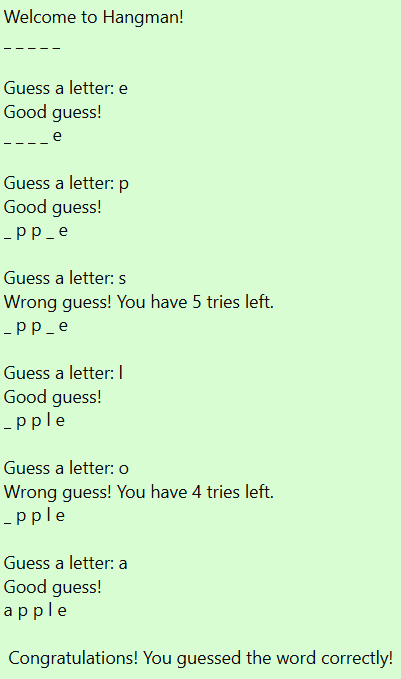 Welcome to Hangman!
_ _ _ _ _
Guess a letter: e
Good guess!
_ _ _ _ e
Guess a letter: p
Good guess!
_ p p _ e
Guess a letter: s
Wrong guess! You have 5 tries left.
_ p p _ e
Guess a letter: l
Good guess!
_ p p l e
Guess a letter: o
Wrong guess! You have 4 tries left.
_ p p l e
Guess a letter: a
Good guess!
a p p l e
Congratulations! You guessed the word correctly!